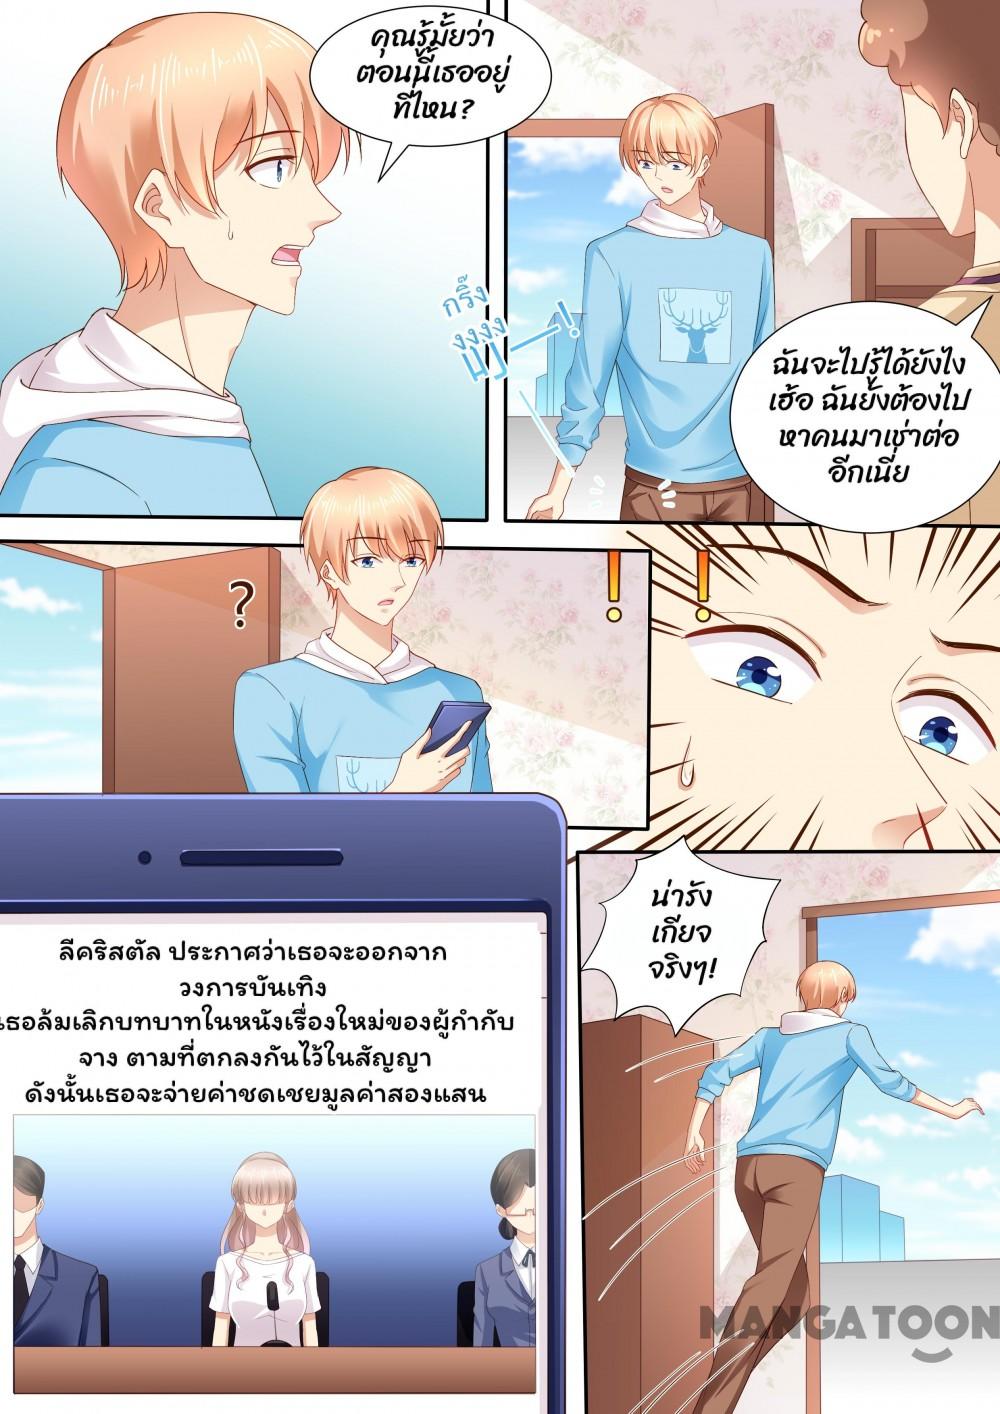 คุณรู้มั้ยว่า
ตอนนี้เธออยู่
ที่ไหน?
กริ๊ง
งงงง
ฉันจะไปรู้ได้ยังไง
เฮ้อ ฉันยังต้องไป
หาคนมาเช่าต่อ
อีกเนี่ย
?
! !
ลีคริสตัล ประกาศว่าเธอจะออกจาก
วงการบันเทิง
เธอล้มเลิกบทบาทในหนังเรื่องใหม่ของผู้กำกับ
จาง ตามที่ตกลงกันไว้ในสัญญา
ดังนั้นเธอจะจ่ายค่าชดเชยมูลค่าสองแสน
น่ารัง
เกียจ
จริงๆ!
MANGATOON